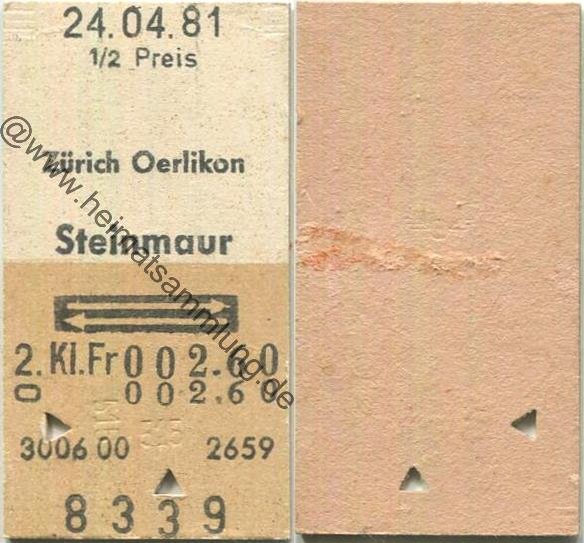 24.04.81
1/2 Preis
Zürich Oerlikon
Steinmaur
2. Kl. Fr 002.60
0 002.60
3006 00 2659
8339
@www.heimatsammlung.de